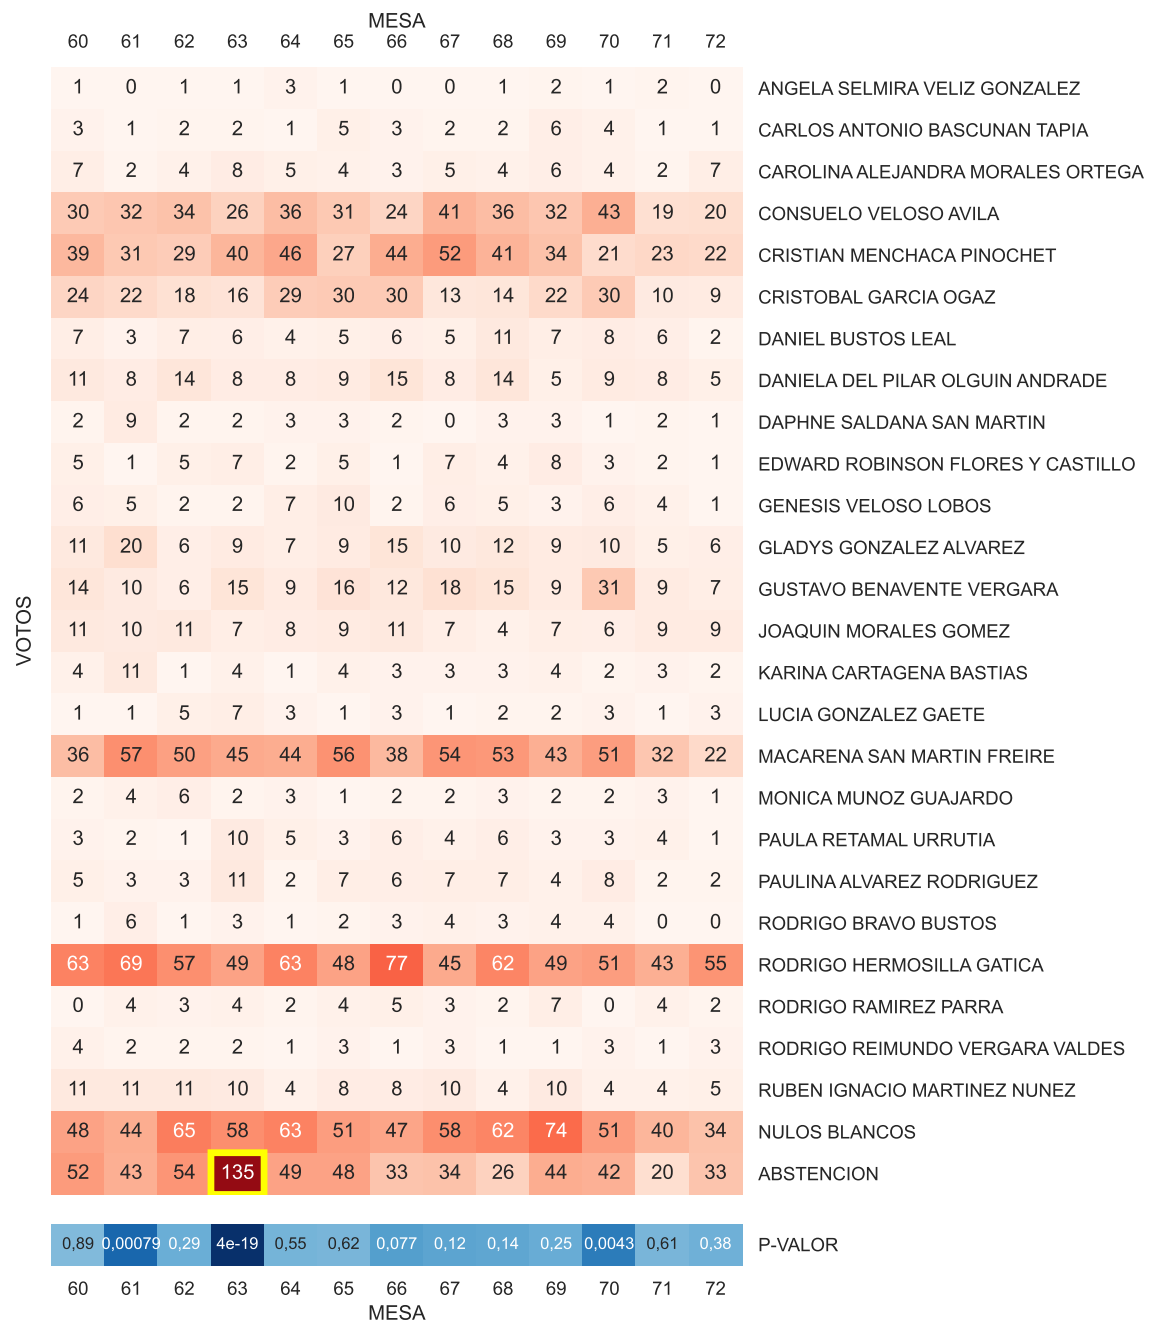 MESA
60 61 62 63 64 65 66 67 68 69 70 71 72
1 0 1 1 3 1 0 0 1 2 1 2 0 ANGELA SELMIRA VELIZ GONZALEZ
3 1 2 2 1 5 3 2 2 6 4 1 1 CARLOS ANTONIO BASCUNAN TAPIA
7 2 4 8 5 4 3 5 4 6 4 2 7 CAROLINA ALEJANDRA MORALES ORTEGA
30 32 34 26 36 31 24 41 36 32 43 19 20 CONSUELO VELOSO AVILA
39 31 29 40 46 27 44 52 41 34 21 23 22 CRISTIAN MENCHACA PINOCHET
24 22 18 16 29 30 30 13 14 22 30 10 9 CRISTOBAL GARCIA OGAZ
7 3 7 6 4 5 6 5 11 7 8 6 2 DANIEL BUSTOS LEAL
11 8 14 8 8 9 15 8 14 5 9 8 5 DANIELA DEL PILAR OLGUIN ANDRADE
2 9 2 2 3 3 2 0 3 3 1 2 1 DAPHNE SALDANA SAN MARTIN
5 1 5 7 2 5 1 7 4 8 3 2 1 EDWARD ROBINSON FLORES Y CASTILLO
6 5 2 2 7 10 2 6 5 3 6 4 1 GENESIS VELOSO LOBOS
11 20 6 9 7 9 15 10 12 9 10 5 6 GLADYS GONZALEZ ALVAREZ
14 10 6 15 9 16 12 18 15 9 31 9 7 GUSTAVO BENAVENTE VERGARA
VOTOS
11 10 11 7 8 9 11 7 4 7 6 9 9 JOAQUIN MORALES GOMEZ
4 11 1 4 1 4 3 3 3 4 2 3 2 KARINA CARTAGENA BASTIAS
1 1 5 7 3 1 3 1 2 2 3 1 3 LUCIA GONZALEZ GAETE
36 57 50 45 44 56 38 54 53 43 51 32 22 MACARENA SAN MARTIN FREIRE
2 4 6 2 3 1 2 2 3 2 2 3 1 MONICA MUNOZ GUAJARDO
3 2 1 10 5 3 6 4 6 3 3 4 1 PAULA RETAMAL URRUTIA
5 3 3 11 2 7 6 7 7 4 8 2 2 PAULINA ALVAREZ RODRIGUEZ
1 6 1 3 1 2 3 4 3 4 4 0 0 RODRIGO BRAVO BUSTOS
63 69 57 49 63 48 77 45 62 49 51 43 55 RODRIGO HERMOSILLA GATICA
0 4 3 4 2 4 5 3 2 7 0 4 2 RODRIGO RAMIREZ PARRA
4 2 2 2 1 3 1 3 1 1 3 1 3 RODRIGO REIMUNDO VERGARA VALDES
11 11 11 10 4 8 8 10 4 10 4 4 5 RUBEN IGNACIO MARTINEZ NUNEZ
48 44 65 58 63 51 47 58 62 74 51 40 34 NULOS BLANCOS
52 43 54 135 49 48 33 34 26 44 42 20 33 ABSTENCION
0,89 0,00079 0,29 4e-19 0,55 0,62 0,077 0,12 0,14 0,25 0,0043 0,61 0,38 P-VALOR
60 61 62 63 64 65 66 67 68 69 70 71 72
MESA